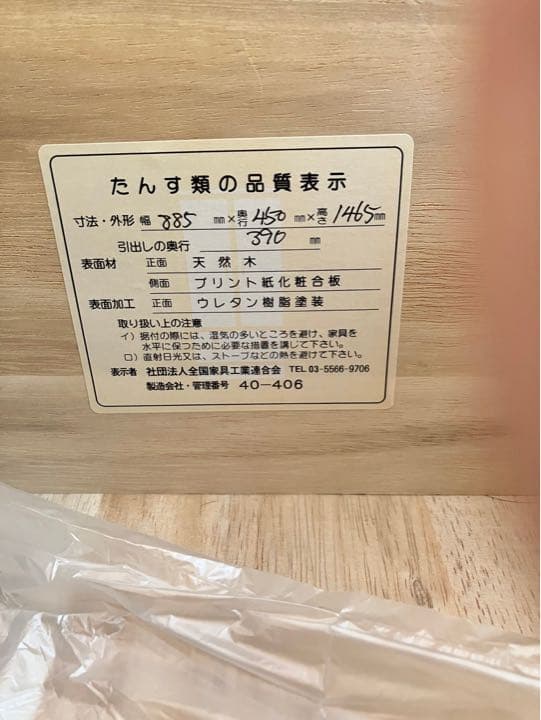 たんす類の品質表示
寸法・外形 幅 885 mm×奥行 450 mm×高さ 1465mm
引出しの奥行 390 mm
表面材 正面 天然木
側面 プリント紙化粧合板
表面加工 正面 ウレタン樹脂塗装
取り扱い上の注意
イ）据付の際には、湿気の多いところを避け、家具を
水平に保つために必要な措置を講じて下さい。
ロ）直射日光又は、ストーブなどの熱を避けて下さい。
表示者 社団法人全国家具工業連合会 TEL 03-5566-9706
製造会社・管理番号 40-406